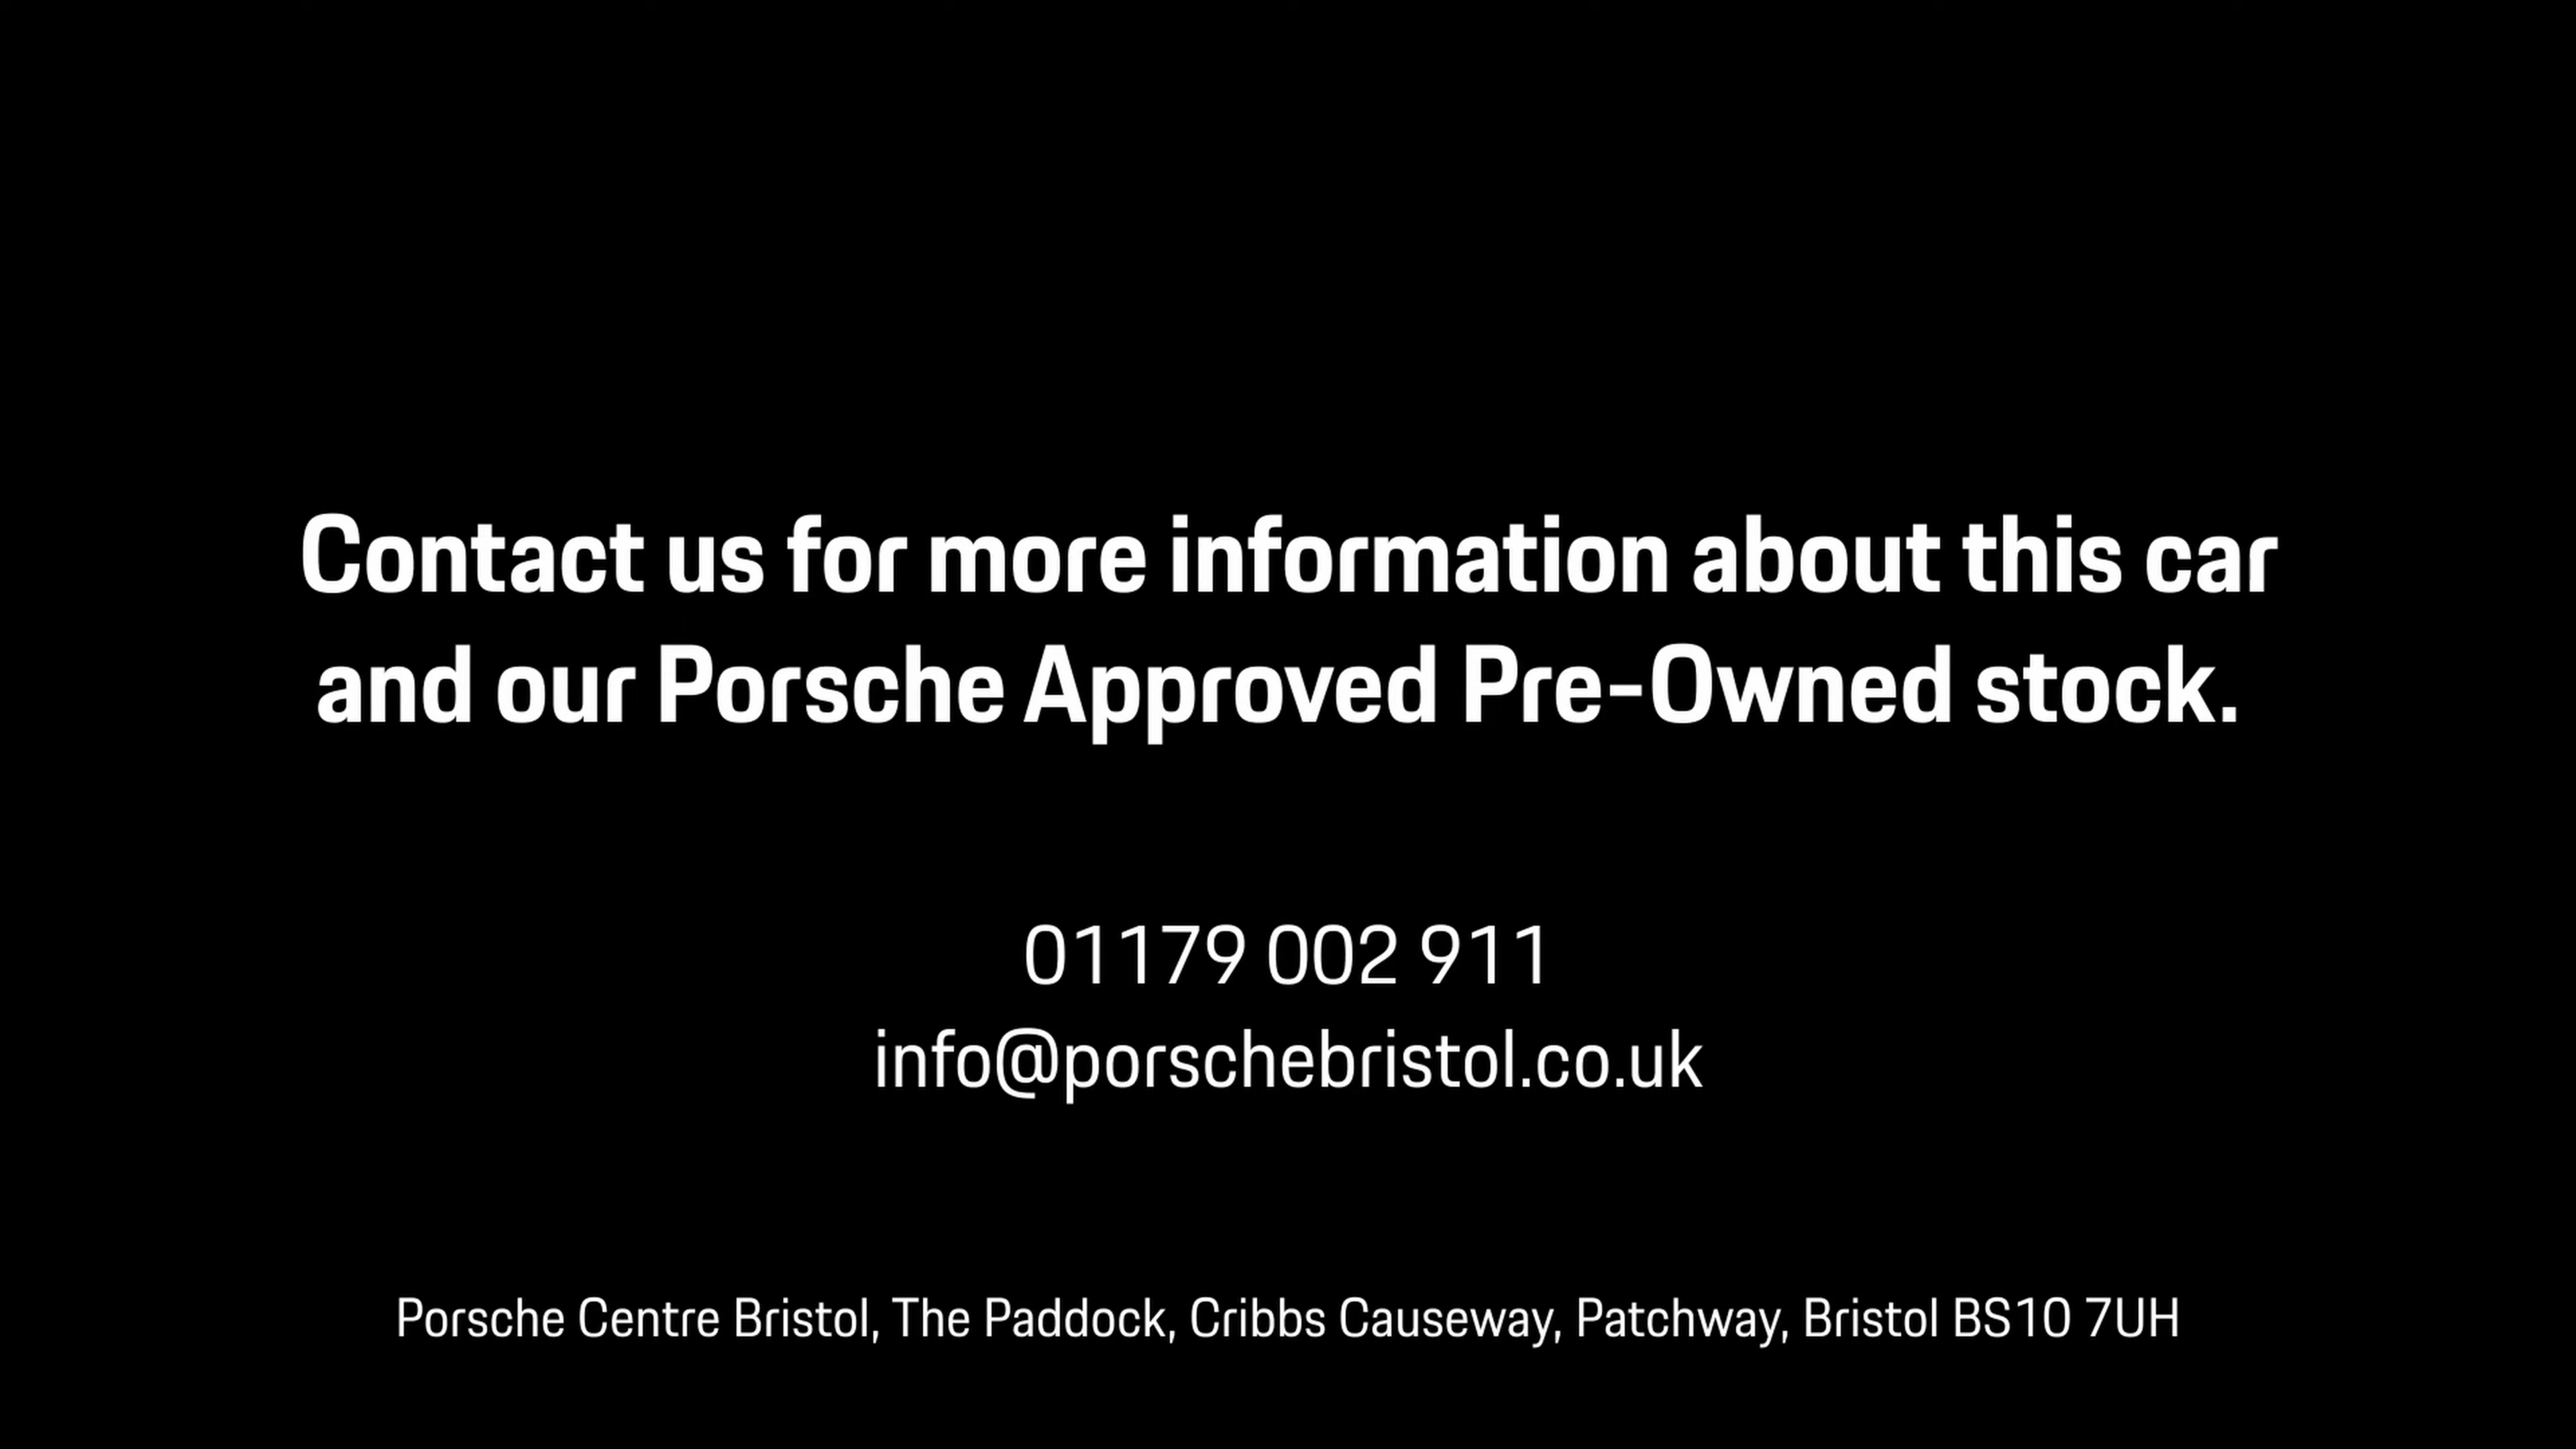 Contact us for more information about this car
and our Porsche Approved Pre-Owned stock.
01179 002 911
info@porschebristol.co.uk
Porsche Centre Bristol, The Paddock, Cribbs Causeway, Patchway, Bristol BS10 7UH